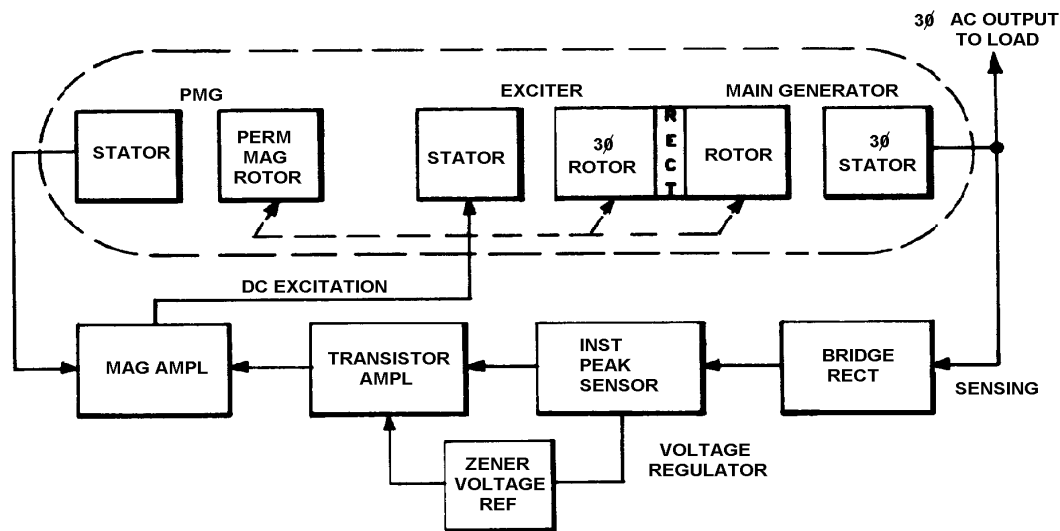 3Ø AC OUTPUT
TO LOAD
PMG
EXCITER
MAIN GENERATOR
STATOR
PERM
MAG
ROTOR
STATOR
3Ø
ROTOR
RECT
ROTOR
3Ø
STATOR
DC EXCITATION
MAG AMPL
TRANSISTOR
AMPL
INST
PEAK
SENSOR
BRIDGE
RECT
SENSING
ZENER
VOLTAGE
REF
VOLTAGE
REGULATOR